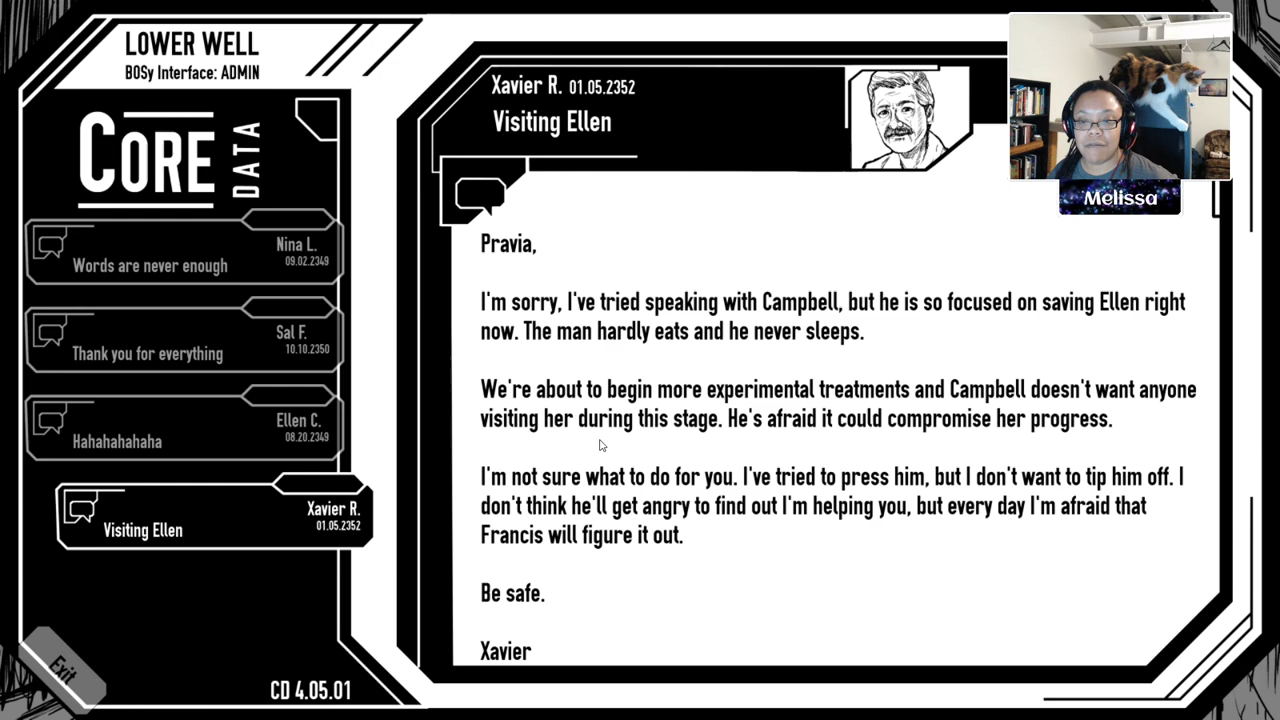 LOWER WELL
BOSy Interface: ADMIN
CORE
DATA
Nina L.
09.02.2349
Words are never enough
Sal F.
10.10.2350
Thank you for everything
Ellen C.
08.20.2349
Hahahahahaha
Xavier R.
01.05.2352
Visiting Ellen
Exit
CD 4.05.01
Xavier R. 01.05.2352
Visiting Ellen
Pravia,
I'm sorry, I've tried speaking with Campbell, but he is so focused on saving Ellen right
now. The man hardly eats and he never sleeps.
We're about to begin more experimental treatments and Campbell doesn't want anyone
visiting her during this stage. He's afraid it could compromise her progress.
I'm not sure what to do for you. I've tried to press him, but I don't want to tip him off. I
don't think he'll get angry to find out I'm helping you, but every day I'm afraid that
Francis will figure it out.
Be safe.
Xavier
Melissa